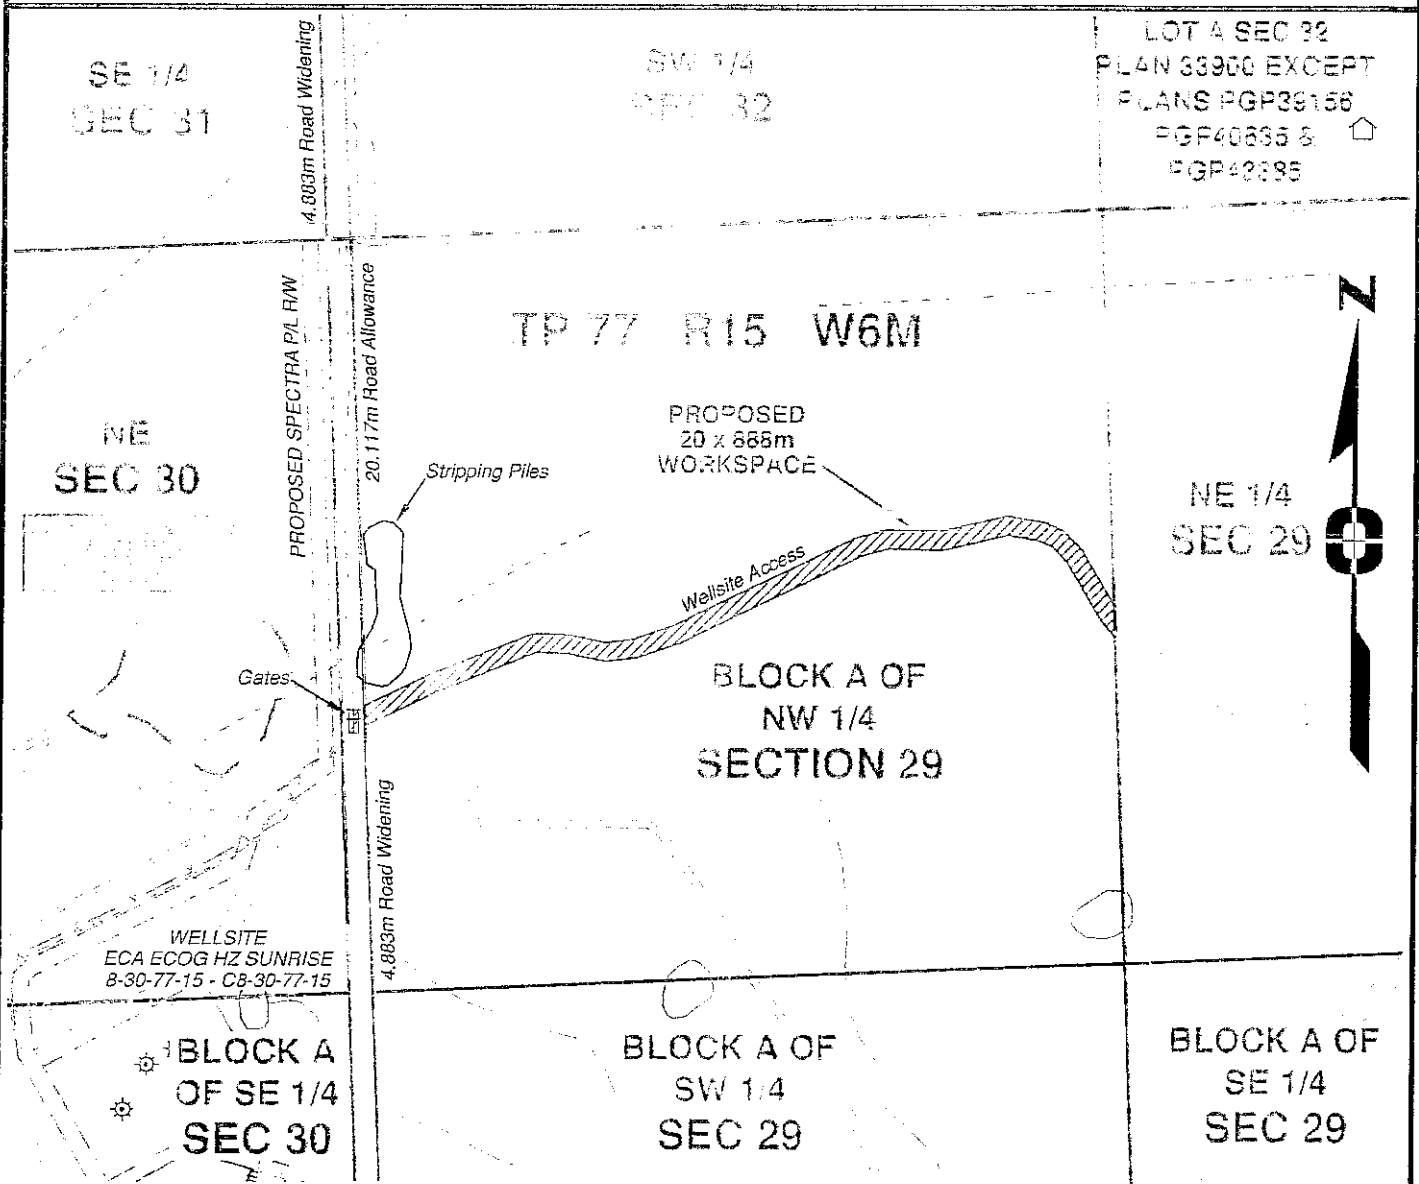 SE 1/4
SEC 31
4.883m Road Widening
SW 1/4
SEC 32
LOT A SEC 32
PLAN 33900 EXCEPT
PLANS PGP39156
&
N
PROPOSED SPECTRA P/L R/W
20.117m Road Allowance
TP 77 R15 W6M
NE
SEC 30
Stripping Piles
PROPOSED
20 x 888m
WORKSPACE
NE 1/4
SEC 29
Wellsite Access
Gates
BLOCK A OF
NW 1/4
SECTION 29
4.883m Road Widening
WELLSITE
ECA ECOG HZ SUNRISE
8-30-77-15 - C8-30-77-15
BLOCK A
OF SE 1/4
SEC 30
BLOCK A OF
SW 1/4
SEC 29
BLOCK A OF
SE 1/4
SEC 29